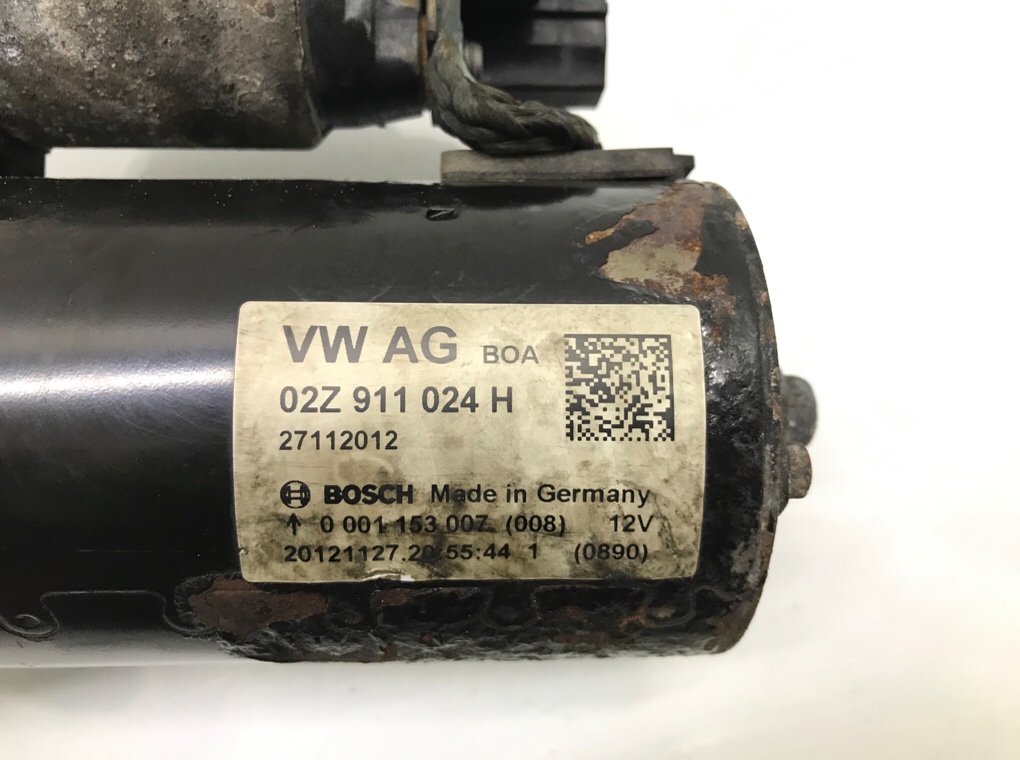 VW AG BOA
02Z 911 024 H
27112012
BOSCH Made in Germany
↑ 0 001 153 007 (008) 12V
20121127.20:55:44 1 (0890)